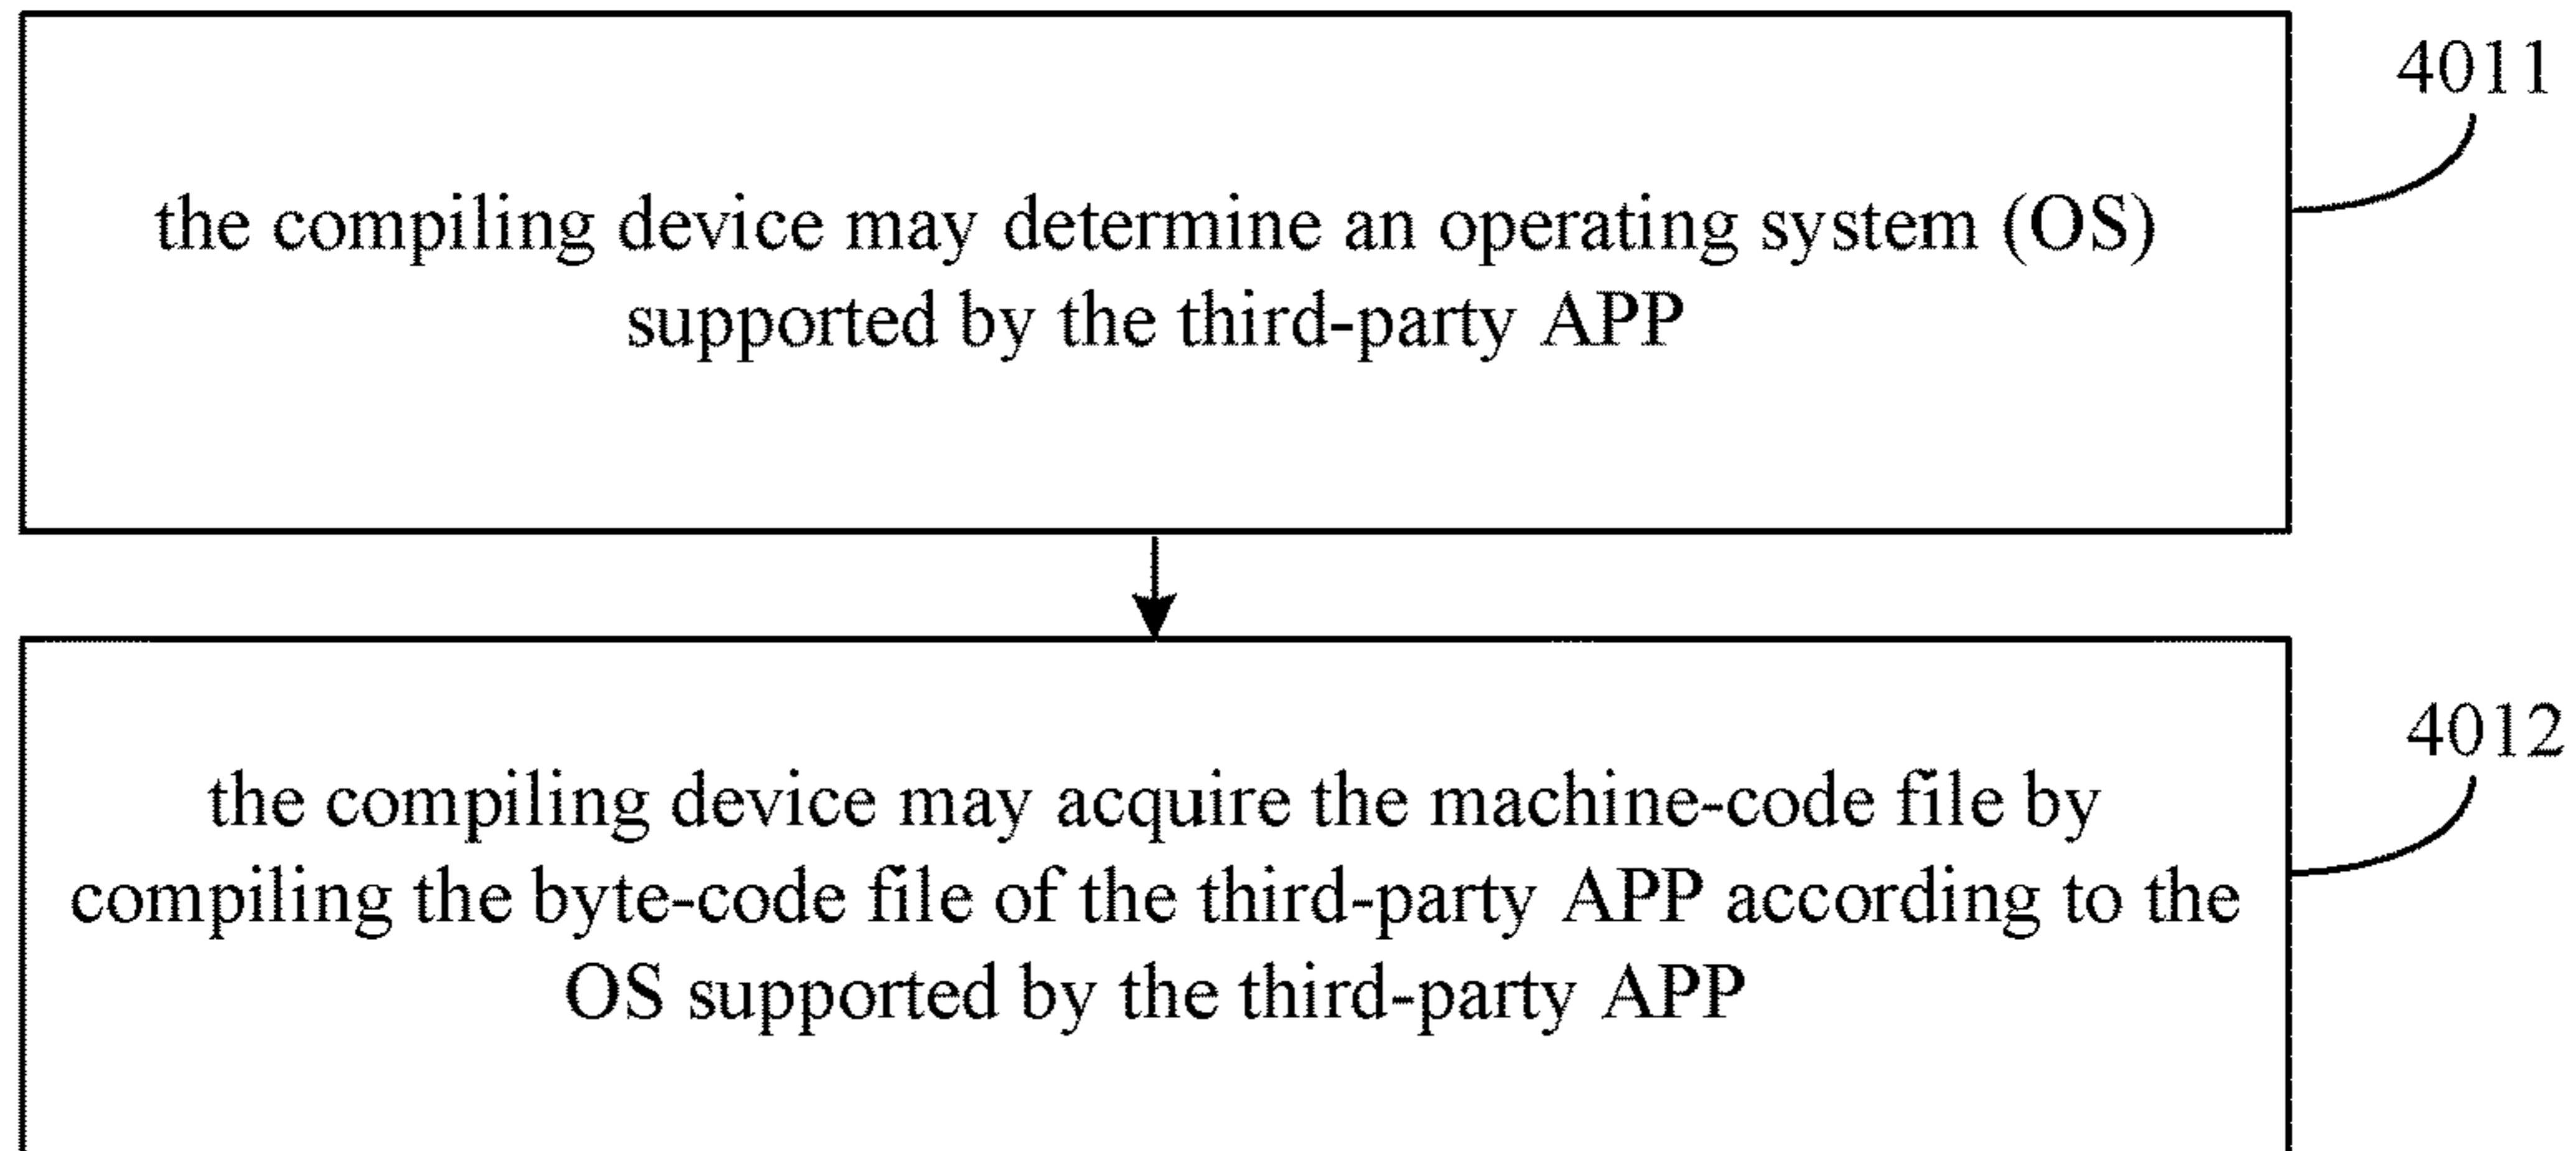 4011
the compiling device may determine an operating system (OS)
supported by the third-party APP
4012
the compiling device may acquire the machine-code file by
compiling the byte-code file of the third-party APP according to the
OS supported by the third-party APP